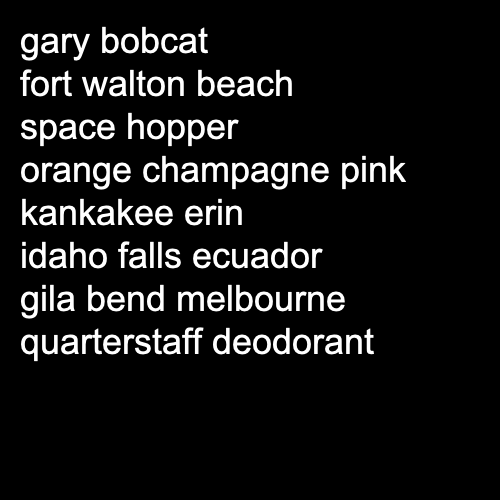 gary bobcat
fort walton beach
space hopper
orange champagne pink
kankakee erin
idaho falls ecuador
gila bend melbourne
quarterstaff deodorant